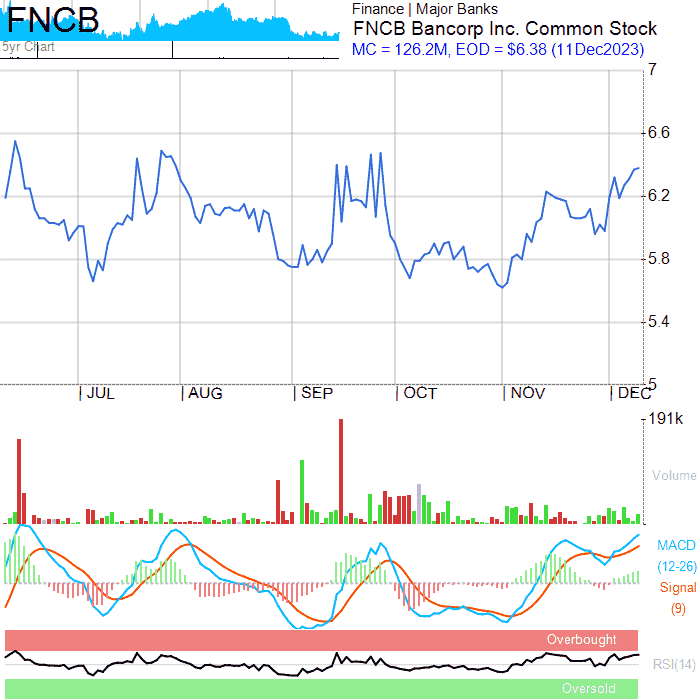 FNCB
5yr Chart
Finance | Major Banks
FNCB Bancorp Inc. Common Stock
MC = 126.2M, EOD = $6.38 (11Dec2023)
7
6.6
6.2
5.8
5.4
5
JUL AUG SEP OCT NOV DEC
191k
Volume
MACD
(12-26)
Signal
(9)
Overbought
RSI(14)
Oversold